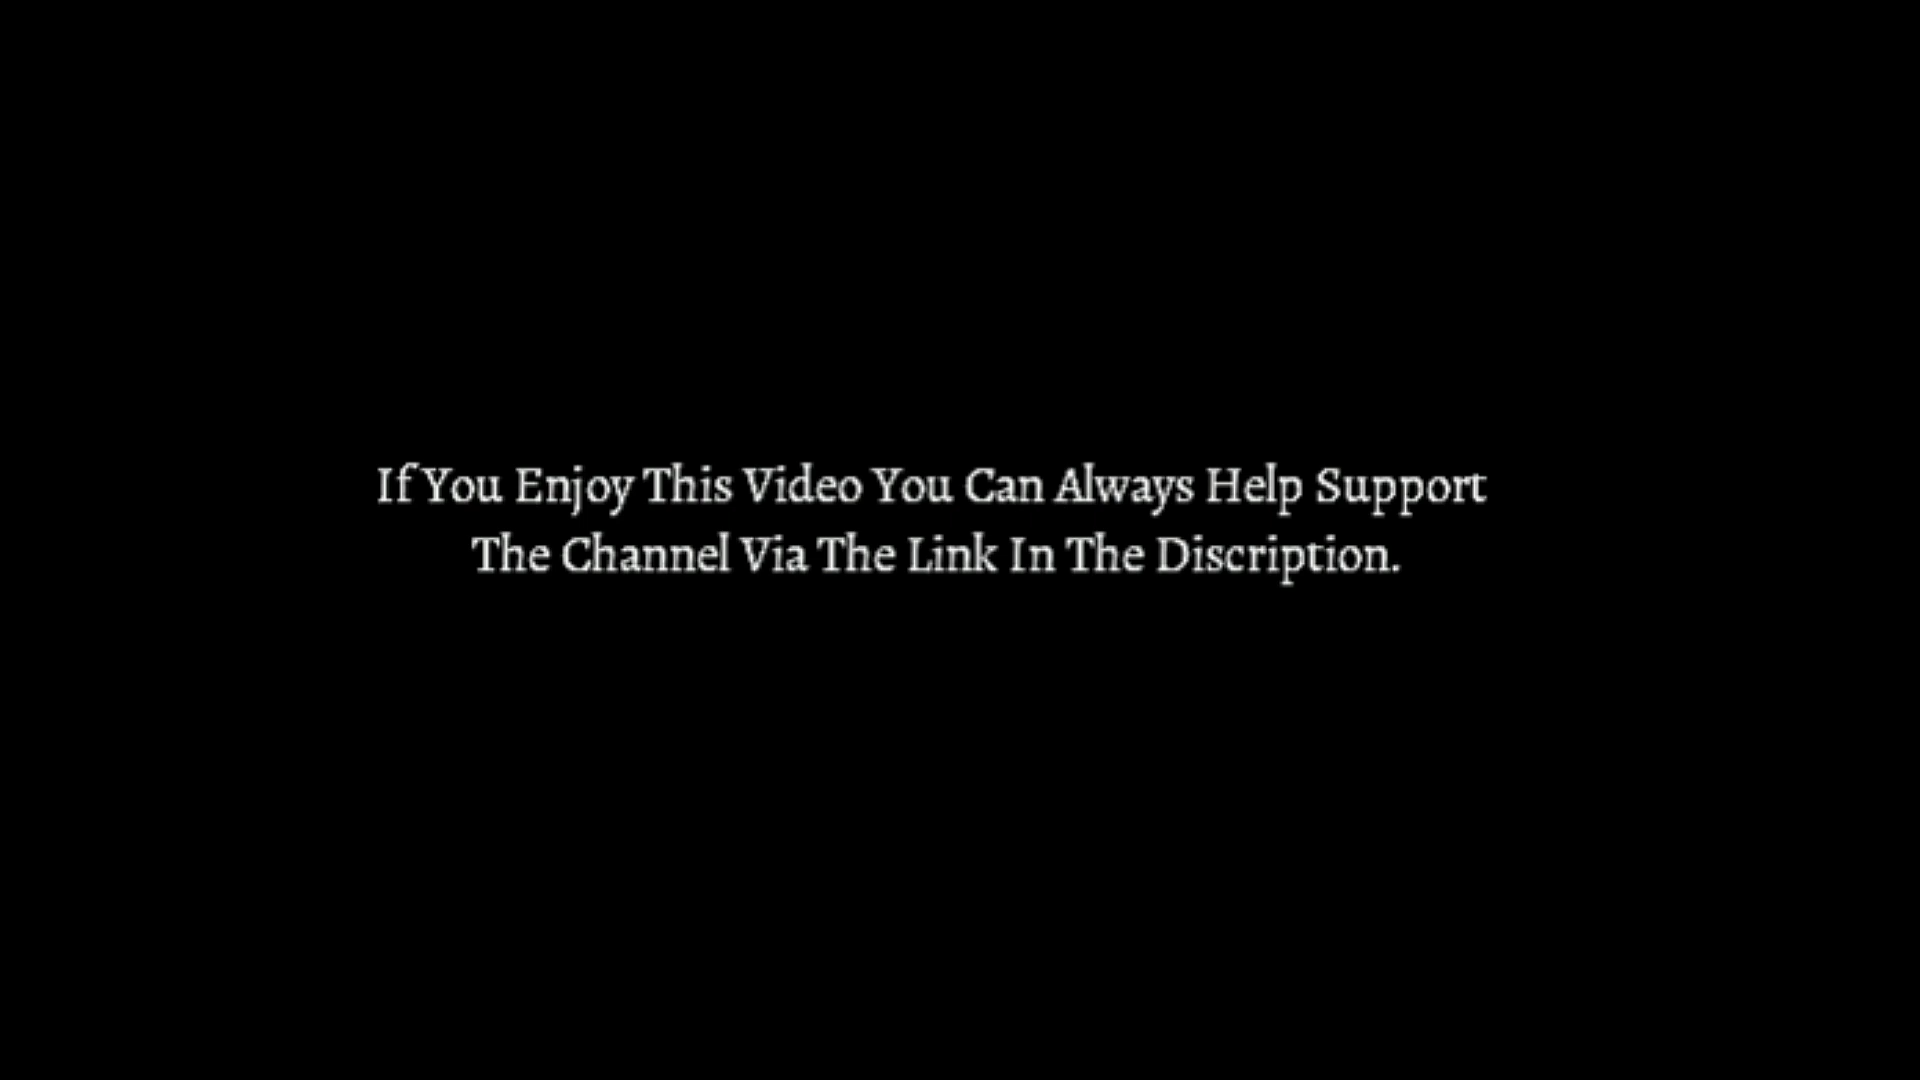 If You Enjoy This Video You Can Always Help Support
The Channel Via The Link In The Discription.